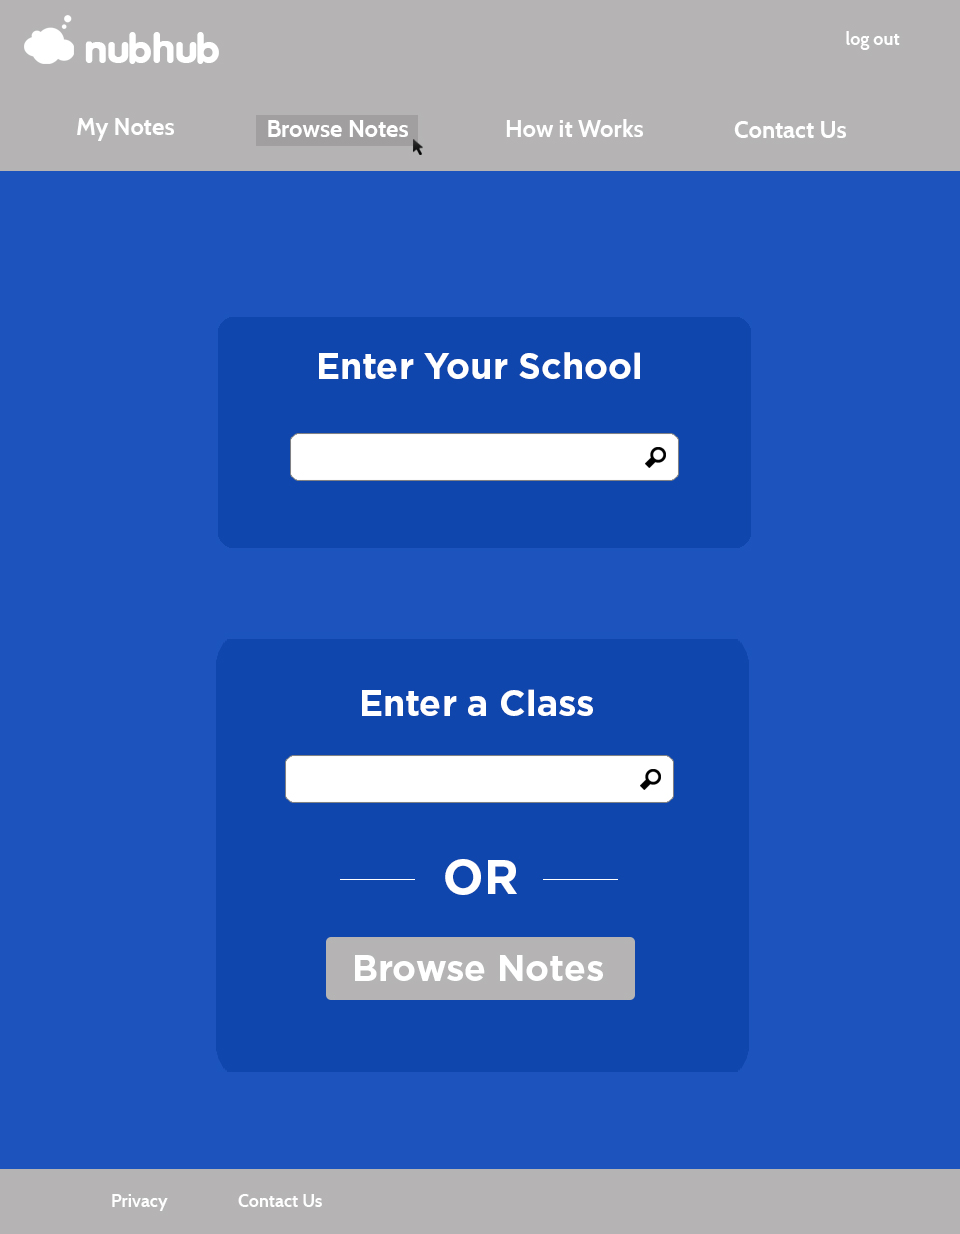 nubhub
log out
My Notes
Browse Notes
How it Works
Contact Us
Enter Your School
Enter a Class
OR
Browse Notes
Privacy
Contact Us